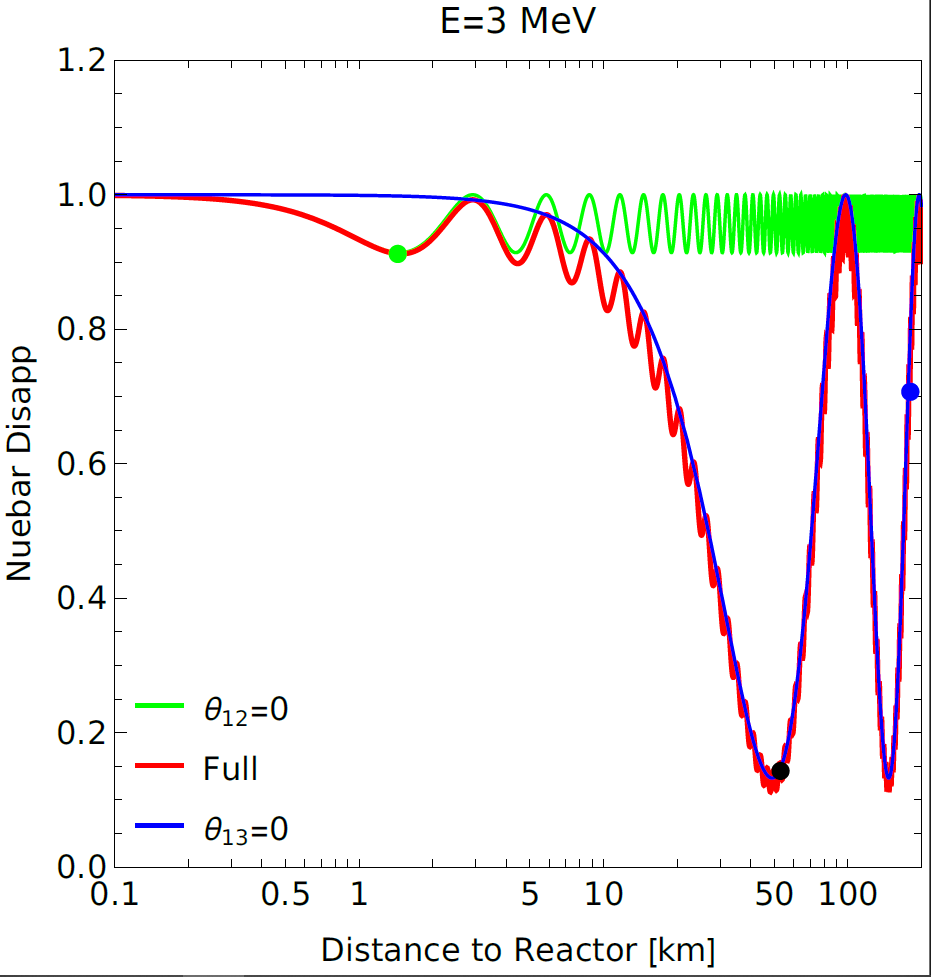 E=3 MeV
Nuebar Disapp
1.2
1.0
0.8
0.6
0.4
0.2
0.0
θ₁₂=0
Full
θ₁₃=0
0.1 0.5 1 5 10 50 100
Distance to Reactor [km]